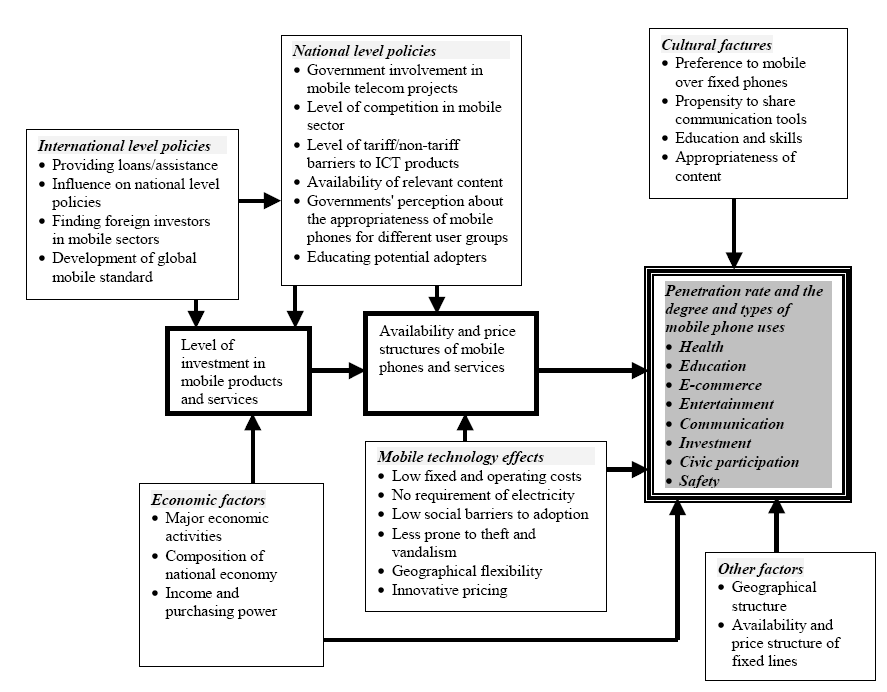 National level policies
• Government involvement in
mobile telecom projects
• Level of competition in mobile
sector
• Level of tariff/non-tariff
barriers to ICT products
• Availability of relevant content
• Governments' perception about
the appropriateness of mobile
phones for different user groups
• Educating potential adopters
Cultural factures
• Preference to mobile
over fixed phones
• Propensity to share
communication tools
• Education and skills
• Appropriateness of
content
International level policies
• Providing loans/assistance
• Influence on national level
policies
• Finding foreign investors
in mobile sectors
• Development of global
mobile standard
Level of
investment in
mobile products
and services
Availability and price
structures of mobile
phones and services
Penetration rate and the
degree and types of
mobile phone uses
• Health
• Education
• E-commerce
• Entertainment
• Communication
• Investment
• Civic participation
• Safety
Mobile technology effects
• Low fixed and operating costs
• No requirement of electricity
• Low social barriers to adoption
• Less prone to theft and
vandalism
• Geographical flexibility
• Innovative pricing
Economic factors
• Major economic
activities
• Composition of
national economy
• Income and
purchasing power
Other factors
• Geographical
structure
• Availability and
price structure of
fixed lines